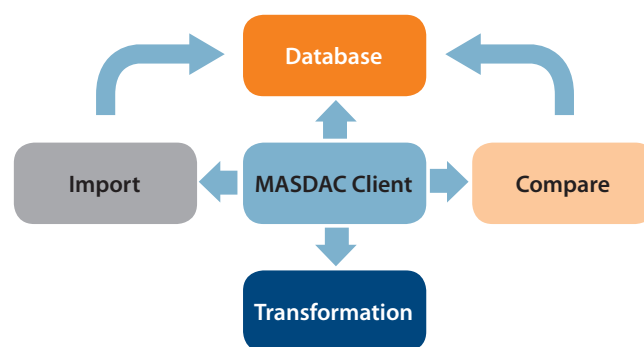 Database
Import
MASDAC Client
Compare
Transformation